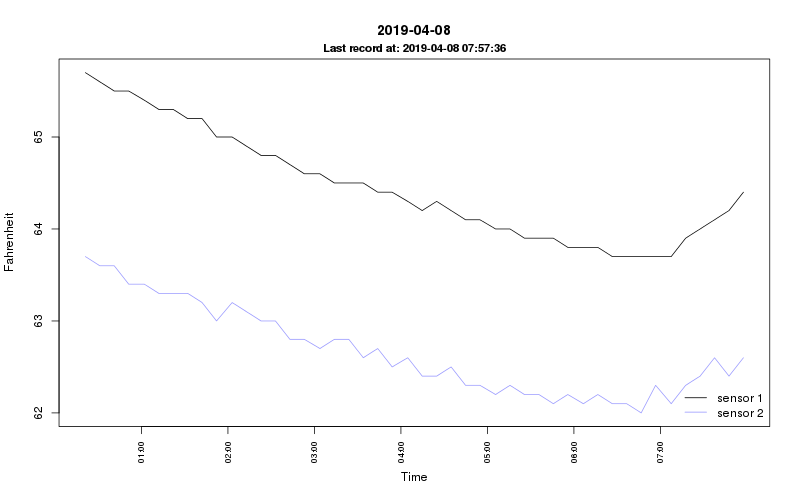 2019-04-08
Last record at: 2019-04-08 07:57:36
Fahrenheit
65
64
63
62
sensor 1
sensor 2
01:00 02:00 03:00 04:00 05:00 06:00 07:00
Time